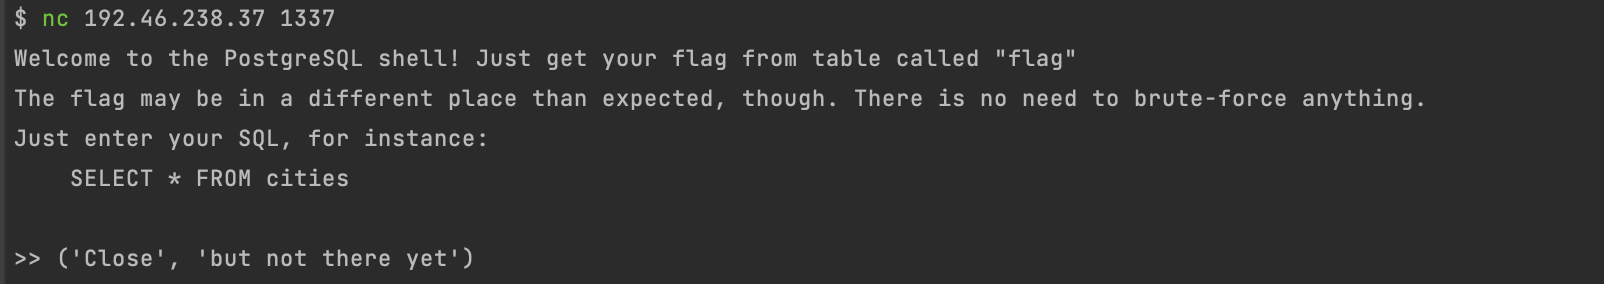 $ nc 192.46.238.37 1337
Welcome to the PostgreSQL shell! Just get your flag from table called "flag"
The flag may be in a different place than expected, though. There is no need to brute-force anything.
Just enter your SQL, for instance:
    SELECT * FROM cities
>> ('Close', 'but not there yet')